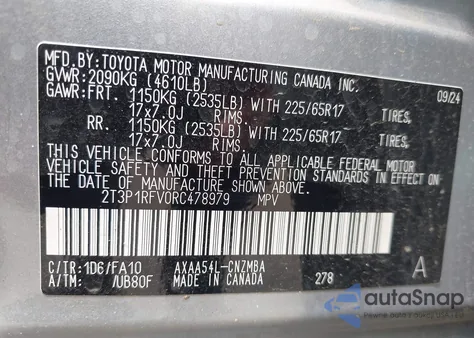 MFD.BY:TOYOTA MOTOR MANUFACTURING CANADA INC.
GVWR:2090KG (4610LB) 09/24
GAWR:FRT. 1150KG (2535LB) WITH 225/65R17 TIRES,
17x7.0J RIMS.
RR. 1150KG (2535LB) WITH 225/65R17 TIRES,
17x7.0J RIMS.
THIS VEHICLE CONFORMS TO ALL APPLICABLE FEDERAL MOTOR
VEHICLE SAFETY AND THEFT PREVENTION STANDARDS IN EFFECT
ON THE DATE OF MANUFACTURE SHOWN ABOVE.
2T3P1RFV0RC478979 MPV
C/TR:1D6/FA10 AXAA54L-CNZMBA A
A/TM: /UB80F MADE IN CANADA 278
autaSnap